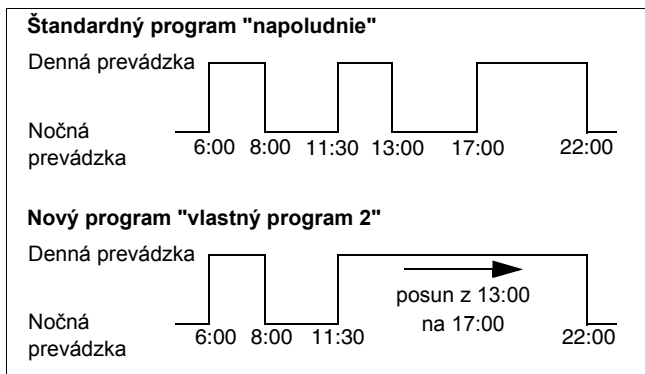 Štandardný program "napoludnie"
Denná prevádzka
Nočná
prevádzka
6:00 8:00 11:30 13:00 17:00 22:00
Nový program "vlastný program 2"
Denná prevádzka
posun z 13:00
na 17:00
Nočná
prevádzka
6:00 8:00 11:30 22:00